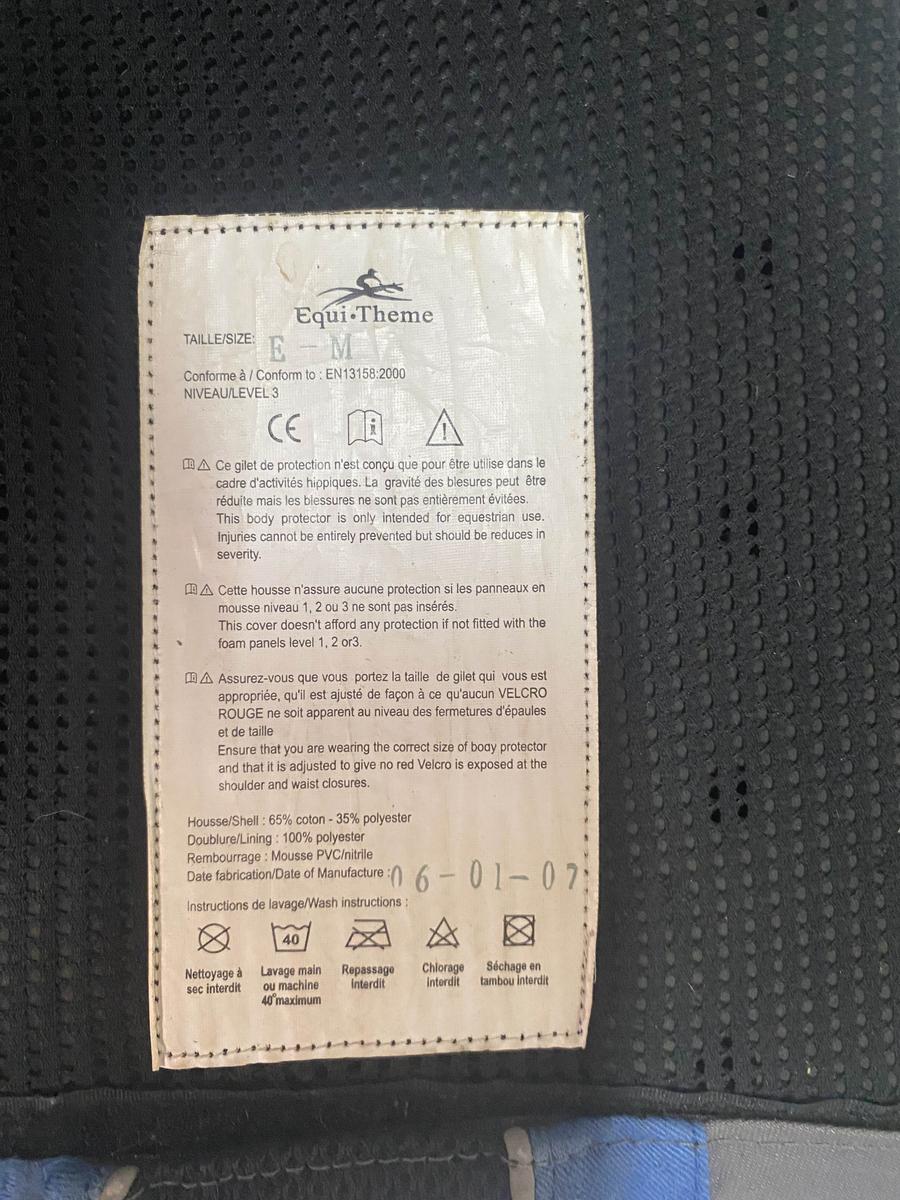 Equi·Theme
TAILLE/SIZE: E - M
Conforme à / Conform to : EN13158:2000
NIVEAU/LEVEL 3
CE
Ce gilet de protection n'est conçu que pour être utilise dans le
cadre d'activités hippiques. La gravité des blesures peut être
réduite mais les blessures ne sont pas entièrement évitées.
This body protector is only intended for equestrian use.
Injuries cannot be entirely prevented but should be reduces in
severity.
Cette housse n'assure aucune protection si les panneaux en
mousse niveau 1, 2 ou 3 ne sont pas insérés.
This cover doesn't afford any protection if not fitted with the
foam panels level 1, 2 or3.
Assurez-vous que vous portez la taille de gilet qui vous est
appropriée, qu'il est ajusté de façon à ce qu'aucun VELCRO
ROUGE ne soit apparent au niveau des fermetures d'épaules
et de taille
Ensure that you are wearing the correct size of body protector
and that it is adjusted to give no red Velcro is exposed at the
shoulder and waist closures.
Housse/Shell : 65% coton - 35% polyester
Doublure/Lining : 100% polyester
Rembourrage : Mousse PVC/nitrile
Date fabrication/Date of Manufacture : 06-01-07
Instructions de lavage/Wash instructions :
40
Nettoyage à
sec interdit
Lavage main
ou machine
40°maximum
Repassage
interdit
Chlorage
interdit
Séchage en
tambou interdit